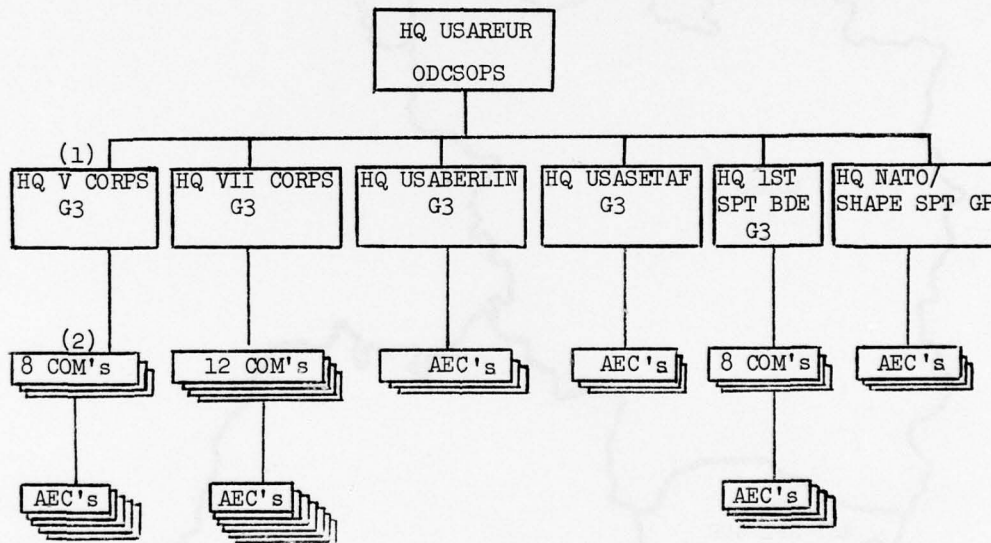 HQ USAREUR
ODCSOPS
(1)
HQ V CORPS
G3
HQ VII CORPS
G3
HQ USABERLIN
G3
HQ USASETAF
G3
HQ 1ST
SPT BDE
G3
HQ NATO/
SHAPE SPT GP
(2)
8 COM's
12 COM's
AEC's
AEC's
8 COM's
AEC's
AEC's
AEC's
AEC's